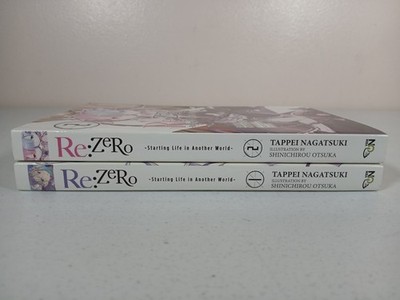 Re:ZERO -Starting Life in Another World- 2 TAPPEI NAGATSUKI
ILLUSTRATION BY
SHINICHIROU OTSUKA
Re:ZERO -Starting Life in Another World- 1 TAPPEI NAGATSUKI
ILLUSTRATION BY
SHINICHIROU OTSUKA